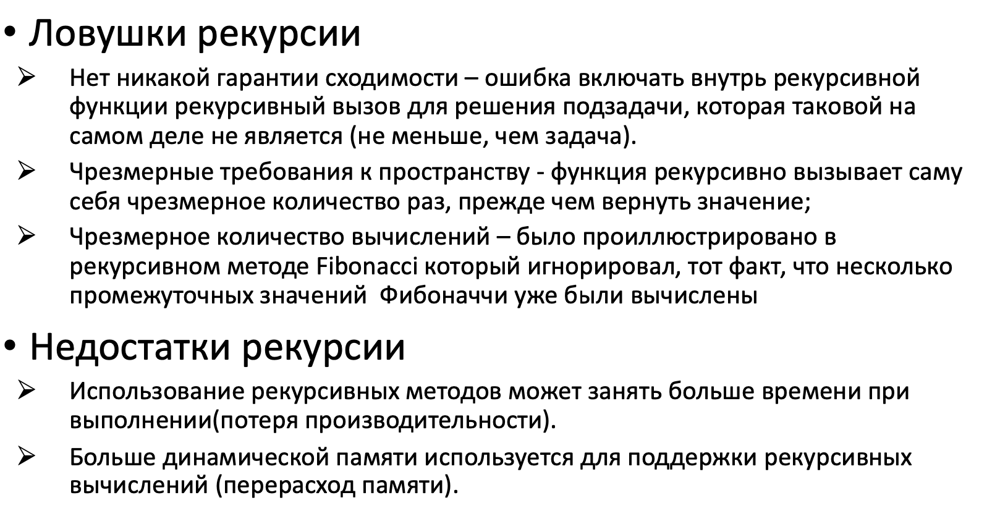 • Ловушки рекурсии
➢ Нет никакой гарантии сходимости – ошибка включать внутрь рекурсивной
функции рекурсивный вызов для решения подзадачи, которая таковой на
самом деле не является (не меньше, чем задача).
➢ Чрезмерные требования к пространству - функция рекурсивно вызывает саму
себя чрезмерное количество раз, прежде чем вернуть значение;
➢ Чрезмерное количество вычислений – было проиллюстрировано в
рекурсивном методе Fibonacci который игнорировал, тот факт, что несколько
промежуточных значений  Фибоначчи уже были вычислены
• Недостатки рекурсии
➢ Использование рекурсивных методов может занять больше времени при
выполнении(потеря производительности).
➢ Больше динамической памяти используется для поддержки рекурсивных
вычислений (перерасход памяти).